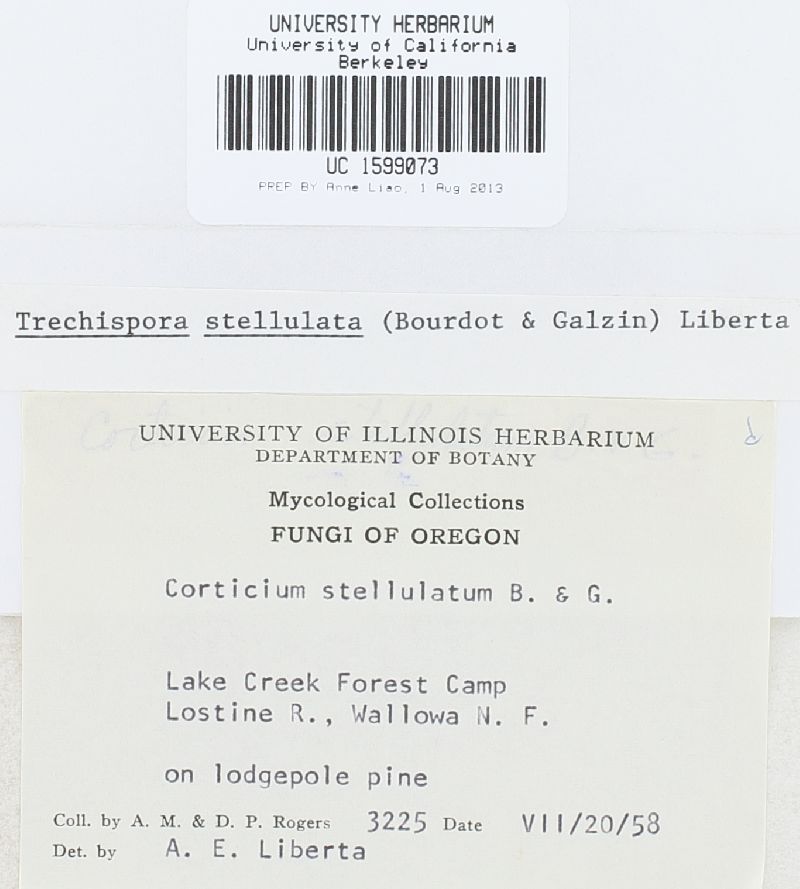 UNIVERSITY HERBARIUM
University of California
Berkeley
UC 1599073
PREP BY Anne Liao, 1 Aug 2013
Trechispora stellulata (Bourdot & Galzin) Liberta
d
UNIVERSITY OF ILLINOIS HERBARIUM
DEPARTMENT OF BOTANY
Mycological Collections
FUNGI OF OREGON
Corticium stellulatum B. & G.
Lake Creek Forest Camp
Lostine R., Wallowa N. F.
on lodgepole pine
Coll. by A. M. & D. P. Rogers 3225 Date VII/20/58
Det. by A. E. Liberta